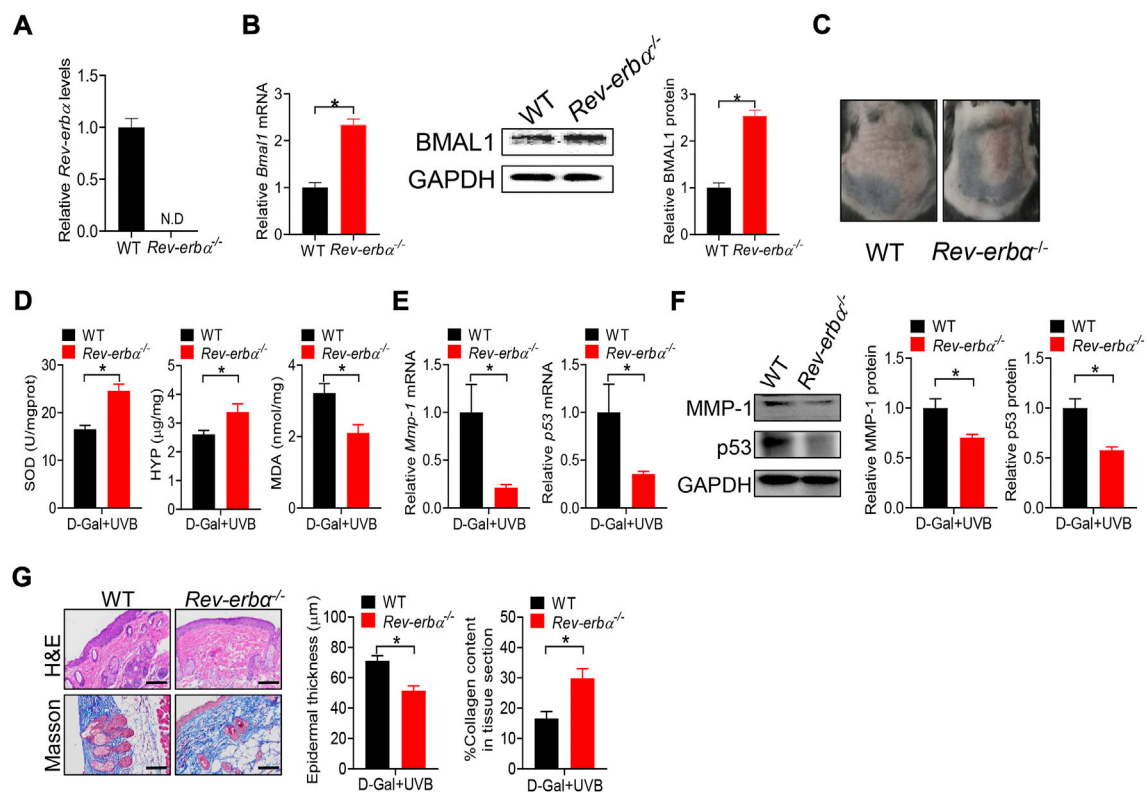 A
Relative Rev-erbα levels
1.5
1.0
0.5
0.0
N.D
WT Rev-erbα-/-
B
Relative Bmal1 mRNA
3
2
1
0
*
WT Rev-erbα-/-
WT Rev-erbα-/-
BMAL1
GAPDH
Relative BMAL1 protein
3
2
1
0
*
WT Rev-erbα-/-
C
WT Rev-erbα-/-
D
WT
Rev-erbα-/-
SOD (U/mgprot)
30
20
10
0
*
D-Gal+UVB
WT
Rev-erbα-/-
HYP (μg/mg)
5
4
3
2
1
0
*
D-Gal+UVB
WT
Rev-erbα-/-
MDA (nmol/mg)
4
2
0
*
D-Gal+UVB
E
WT
Rev-erbα-/-
Relative Mmp-1 mRNA
1.5
1.0
0.5
0.0
*
D-Gal+UVB
WT
Rev-erbα-/-
Relative p53 mRNA
1.5
1.0
0.5
0.0
*
D-Gal+UVB
F
WT Rev-erbα-/-
MMP-1
p53
GAPDH
WT
Rev-erbα-/-
Relative MMP-1 protein
1.5
1.0
0.5
0.0
*
D-Gal+UVB
WT
Rev-erbα-/-
Relative p53 protein
1.5
1.0
0.5
0.0
*
D-Gal+UVB
G
WT Rev-erbα-/-
H&E
Masson
WT
Rev-erbα-/-
Epidermal thickness (μm)
100
80
60
40
20
0
*
D-Gal+UVB
WT
Rev-erbα-/-
%Collagen content
in tissue section
50
40
30
20
10
0
*
D-Gal+UVB